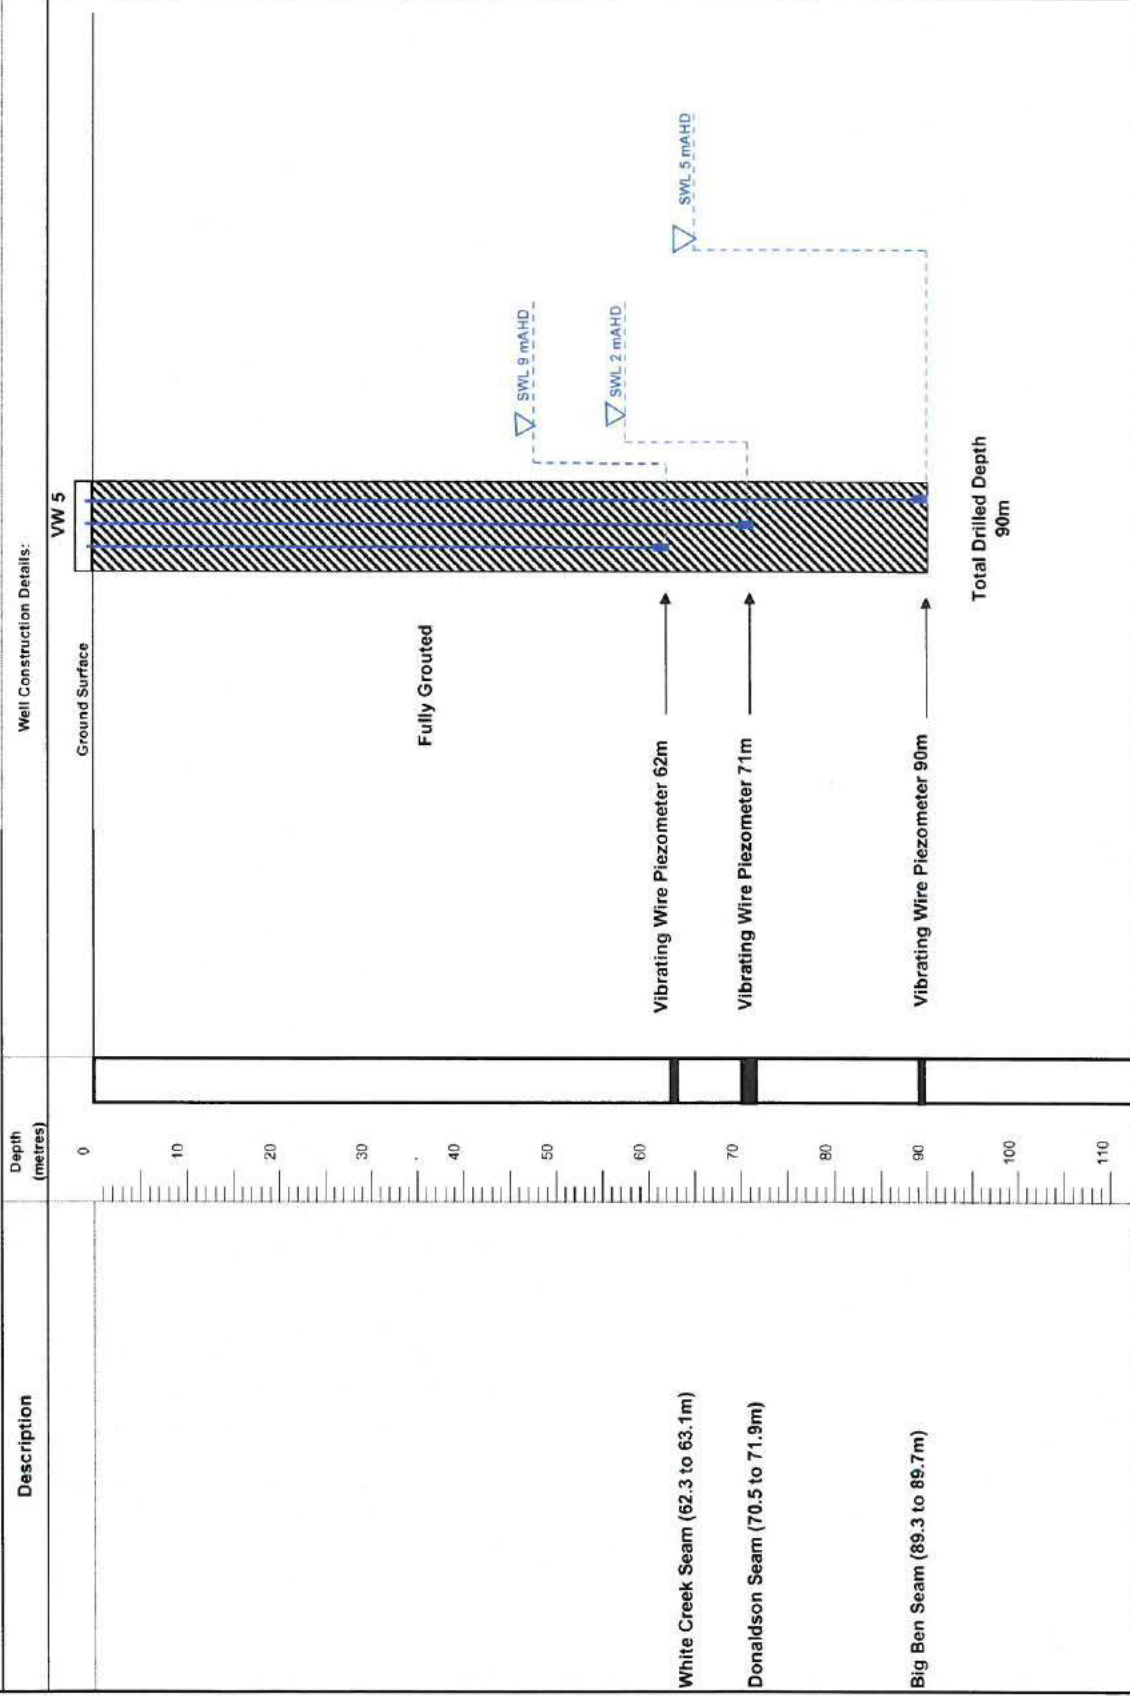 Description
Depth
(metres)
Well Construction Details:
VW 5
Ground Surface
0
10
20
30
40
50
60
70
80
90
100
110
Fully Grouted
SWL 9 mAHD
SWL 2 mAHD
SWL 5 mAHD
White Creek Seam (62.3 to 63.1m)
Vibrating Wire Piezometer 62m
Donaldson Seam (70.5 to 71.9m)
Vibrating Wire Piezometer 71m
Big Ben Seam (89.3 to 89.7m)
Vibrating Wire Piezometer 90m
Total Drilled Depth
90m